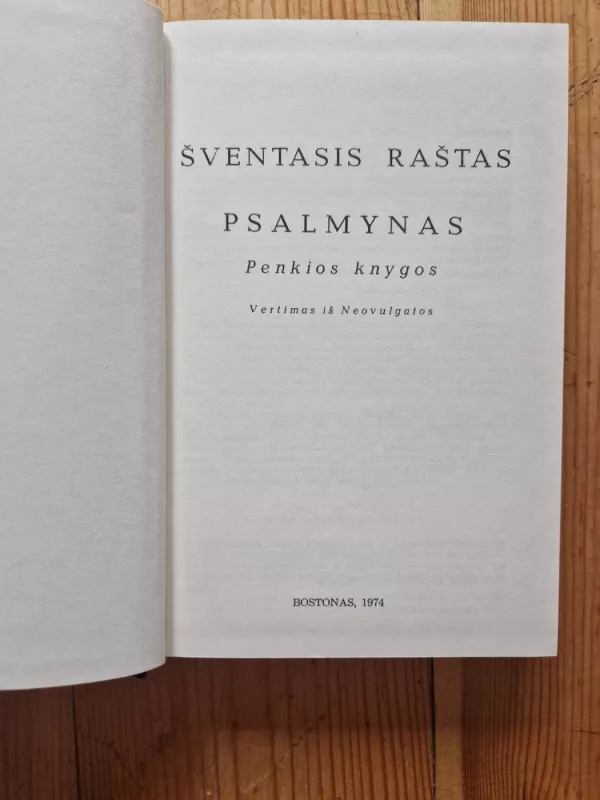 ŠVENTASIS RAŠTAS
PSALMYNAS
Penkios knygos
Vertimas iš Neovulgatos
BOSTONAS, 1974